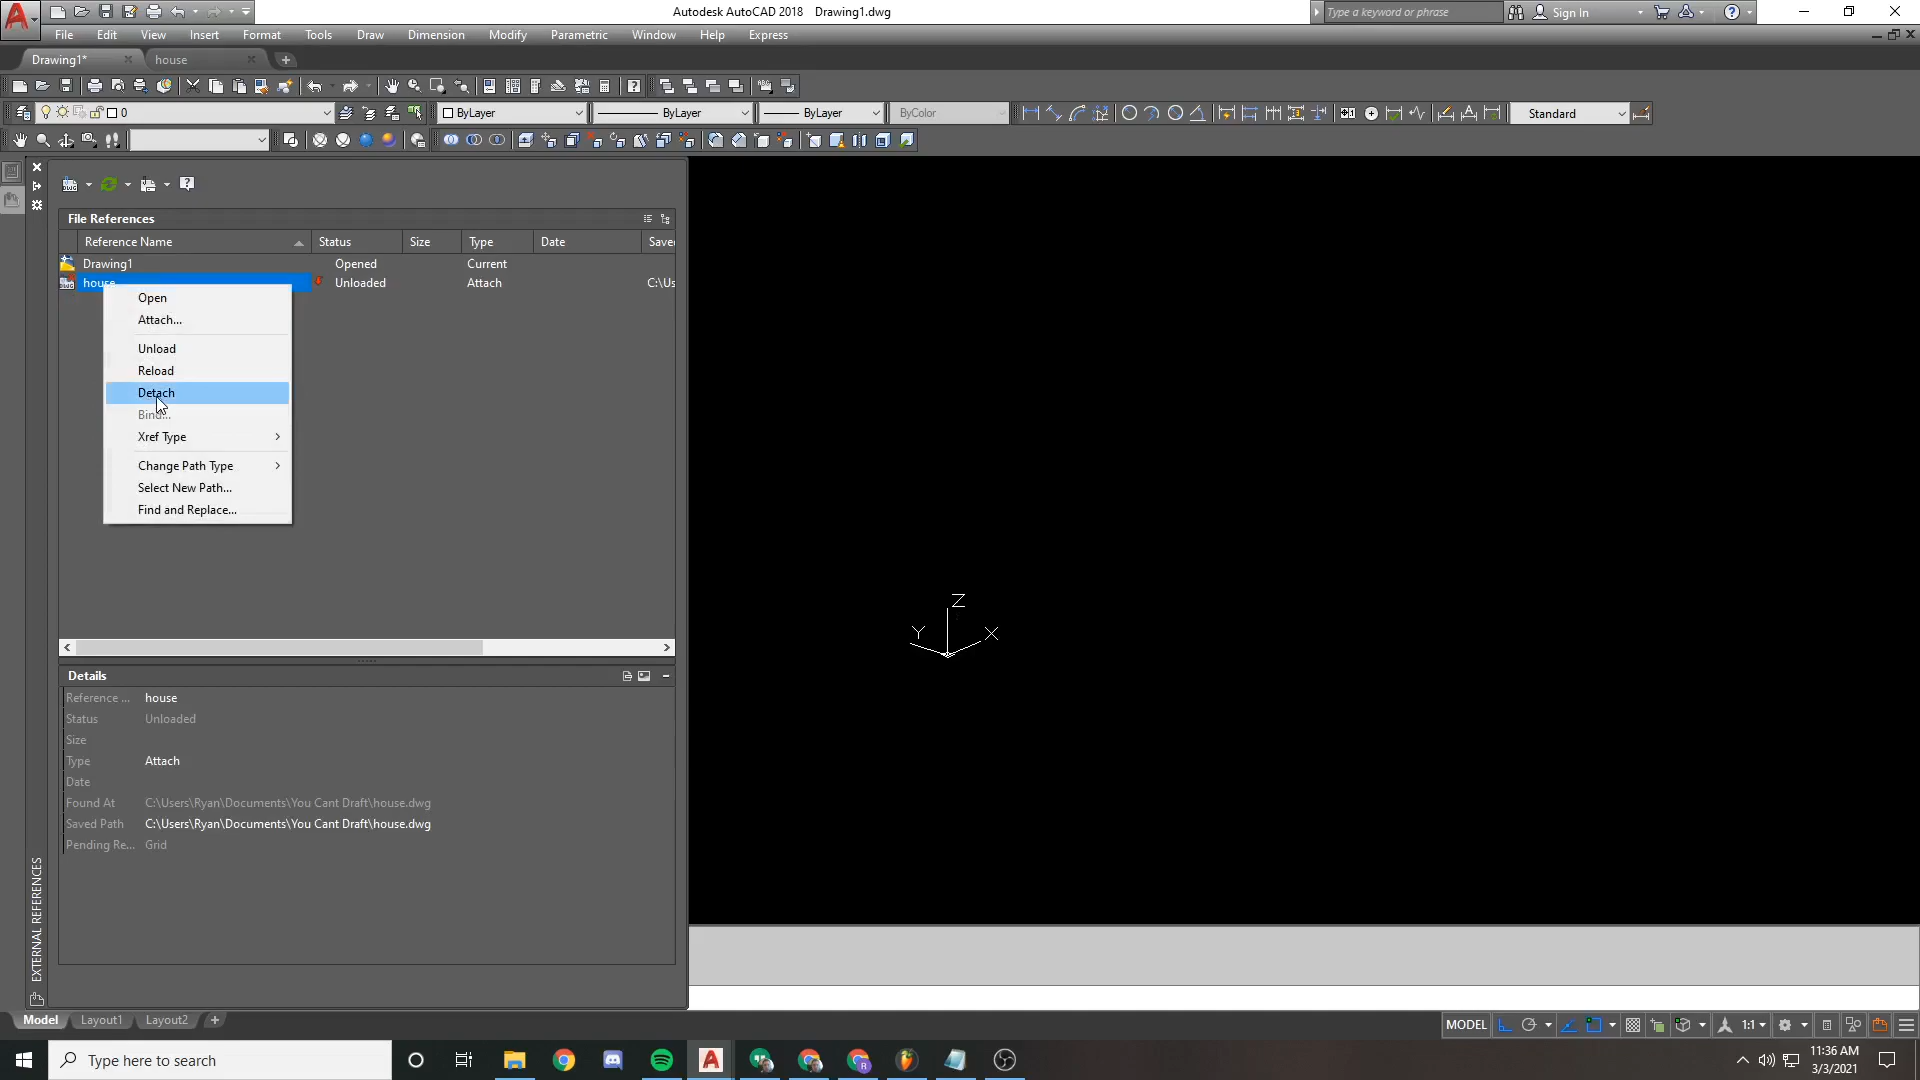 Autodesk AutoCAD 2018 Drawing1.dwg
Type a keyword or phrase
Sign In
File Edit View Insert Format Tools Draw Dimension Modify Parametric Window Help Express
Drawing1*
house
0
ByLayer
ByLayer
ByLayer
ByColor
Standard
File References
Reference Name Status Size Type Date Save
Drawing1 Opened Current
house Unloaded Attach C:\Us
Open
Attach...
Unload
Reload
Detach
Bind...
Xref Type
Change Path Type
Select New Path...
Find and Replace...
Z
Y
X
Details
Reference ... house
Status Unloaded
Size
Type Attach
Date
Found At C:\Users\Ryan\Documents\You Cant Draft\house.dwg
Saved Path C:\Users\Ryan\Documents\You Cant Draft\house.dwg
Pending Re... Grid
EXTERNAL REFERENCES
Model Layout1 Layout2
MODEL
1:1
Type here to search
11:36 AM
3/3/2021